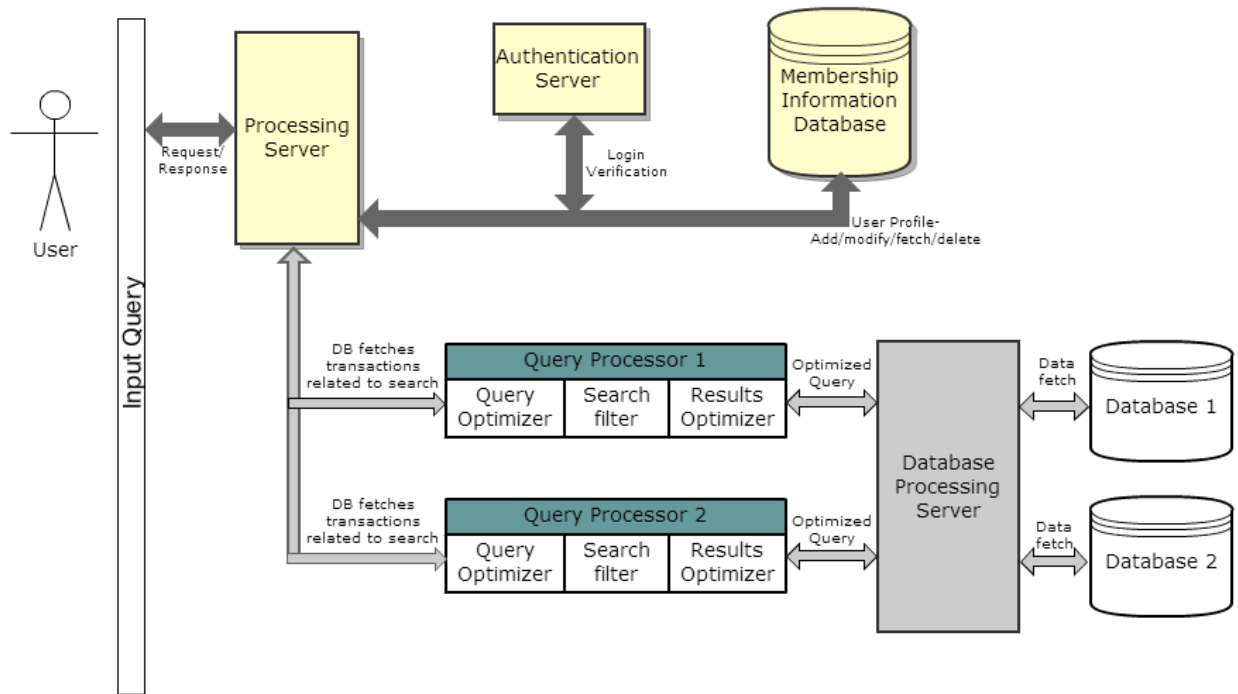 User
Input Query
Request/
Response
Processing
Server
Authentication
Server
Login
Verification
Membership
Information
Database
User Profile-
Add/modify/fetch/delete
DB fetches
transactions
related to search
Query Processor 1
Query
Optimizer
Search
filter
Results
Optimizer
Optimized
Query
DB fetches
transactions
related to search
Query Processor 2
Query
Optimizer
Search
filter
Results
Optimizer
Optimized
Query
Database
Processing
Server
Data
fetch
Database 1
Data
fetch
Database 2